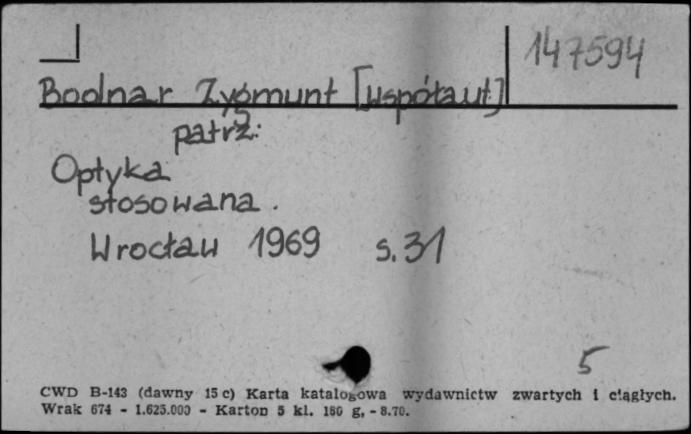 147594
Bodnar Zygmunt [współaut.]
patrz:
Optyka
stosowana.
Wrocław 1969 s. 31
5
CWD B-143 (dawny 15 c) Karta katalogowa wydawnictw zwartych i ciągłych.
Wrak 674 - 1.625.000 - Karton 5 kl. 180 g. - 8.70.